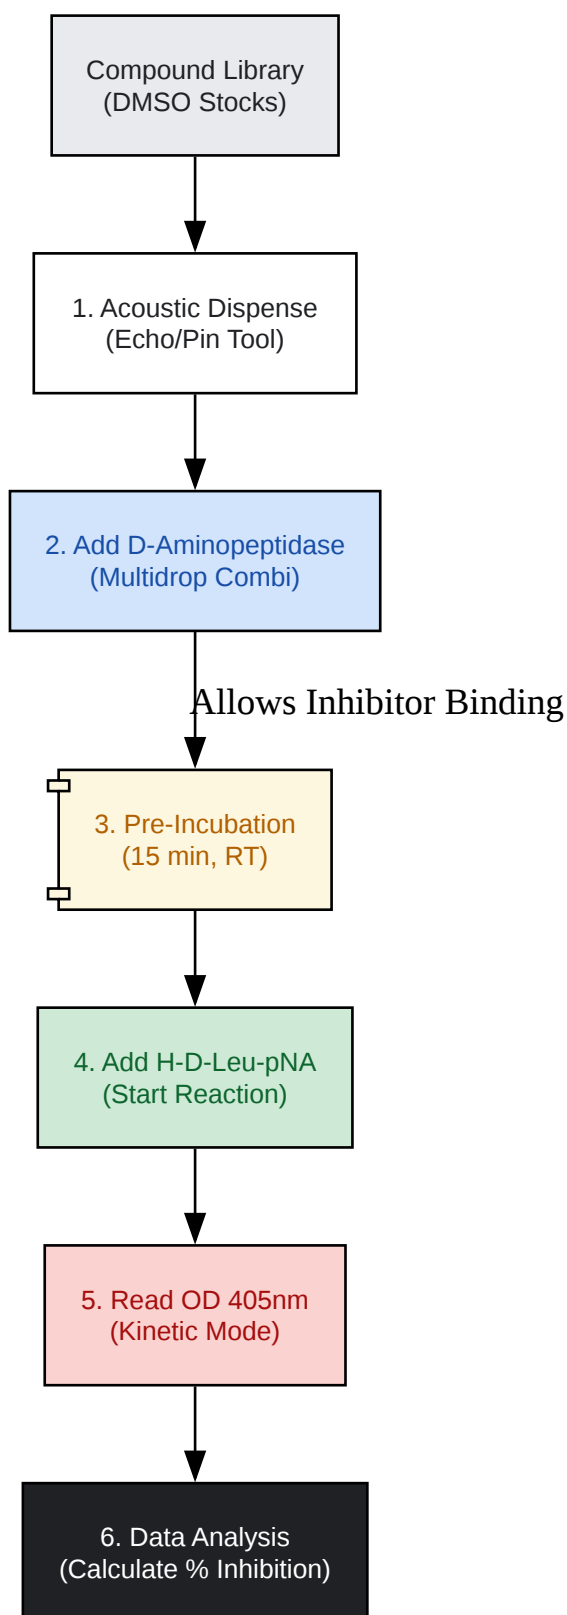 Compound Library
(DMSO Stocks)
1. Acoustic Dispense
(Echo/Pin Tool)
2. Add D-Aminopeptidase
(Multidrop Combi)
Allows Inhibitor Binding
3. Pre-Incubation
(15 min, RT)
4. Add H-D-Leu-pNA
(Start Reaction)
5. Read OD 405nm
(Kinetic Mode)
6. Data Analysis
(Calculate % Inhibition)